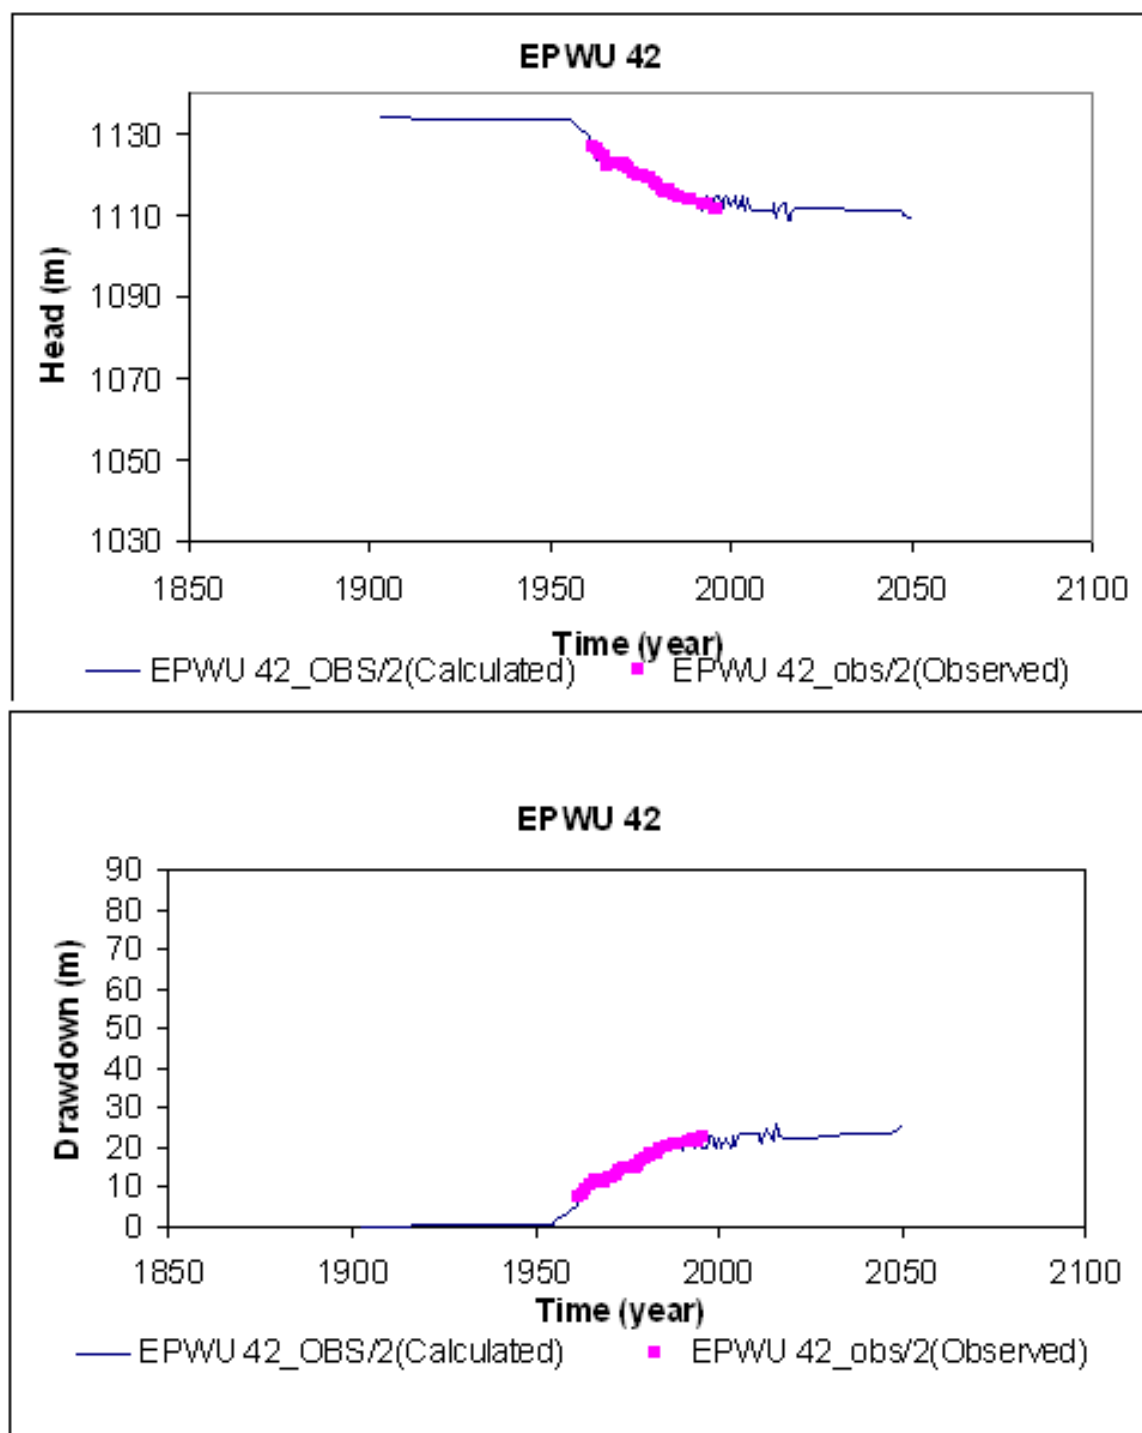 EPWU 42
1130
1110
1090
1070
1050
1030
Head (m)
1850 1900 1950 2000 2050 2100
Time (year)
EPWU 42_OBS/2(Calculated) EPWU 42_obs/2(Observed)
EPWU 42
90
80
70
60
50
40
30
20
10
0
Drawdown (m)
1850 1900 1950 2000 2050 2100
Time (year)
EPWU 42_OBS/2(Calculated) EPWU 42_obs/2(Observed)